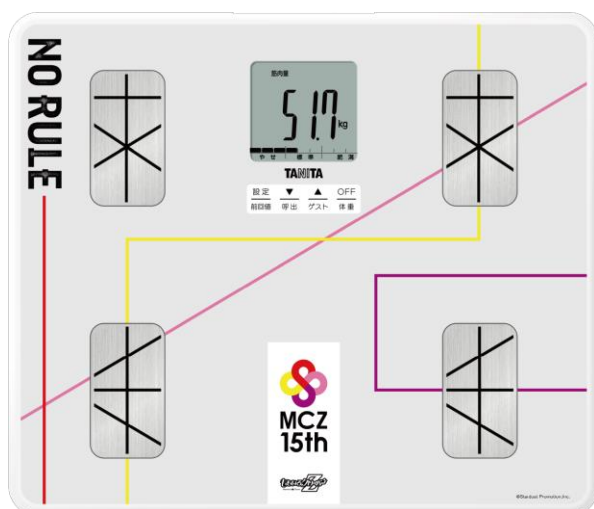 NO RULE
筋肉量
51.7 kg
やせ 標準 肥満
TANITA
設定 ▼ ▲ OFF
前回値 呼出 ゲスト 体重
MCZ
15th
©Stardust Promotion,Inc.